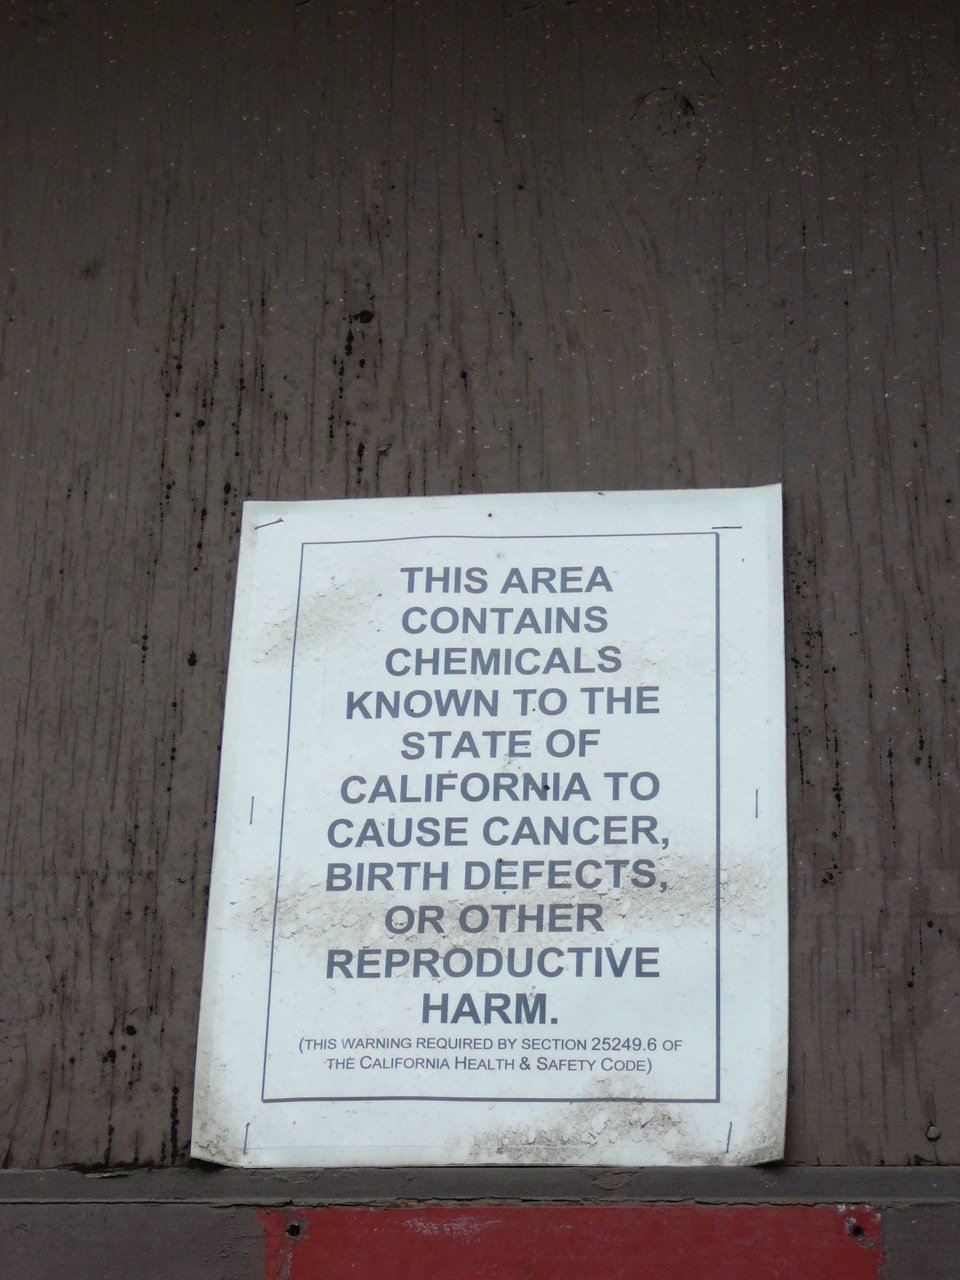 THIS AREA
CONTAINS
CHEMICALS
KNOWN TO THE
STATE OF
CALIFORNIA TO
CAUSE CANCER,
BIRTH DEFECTS,
OR OTHER
REPRODUCTIVE
HARM.
(THIS WARNING REQUIRED BY SECTION 25249.6 OF
THE CALIFORNIA HEALTH & SAFETY CODE)